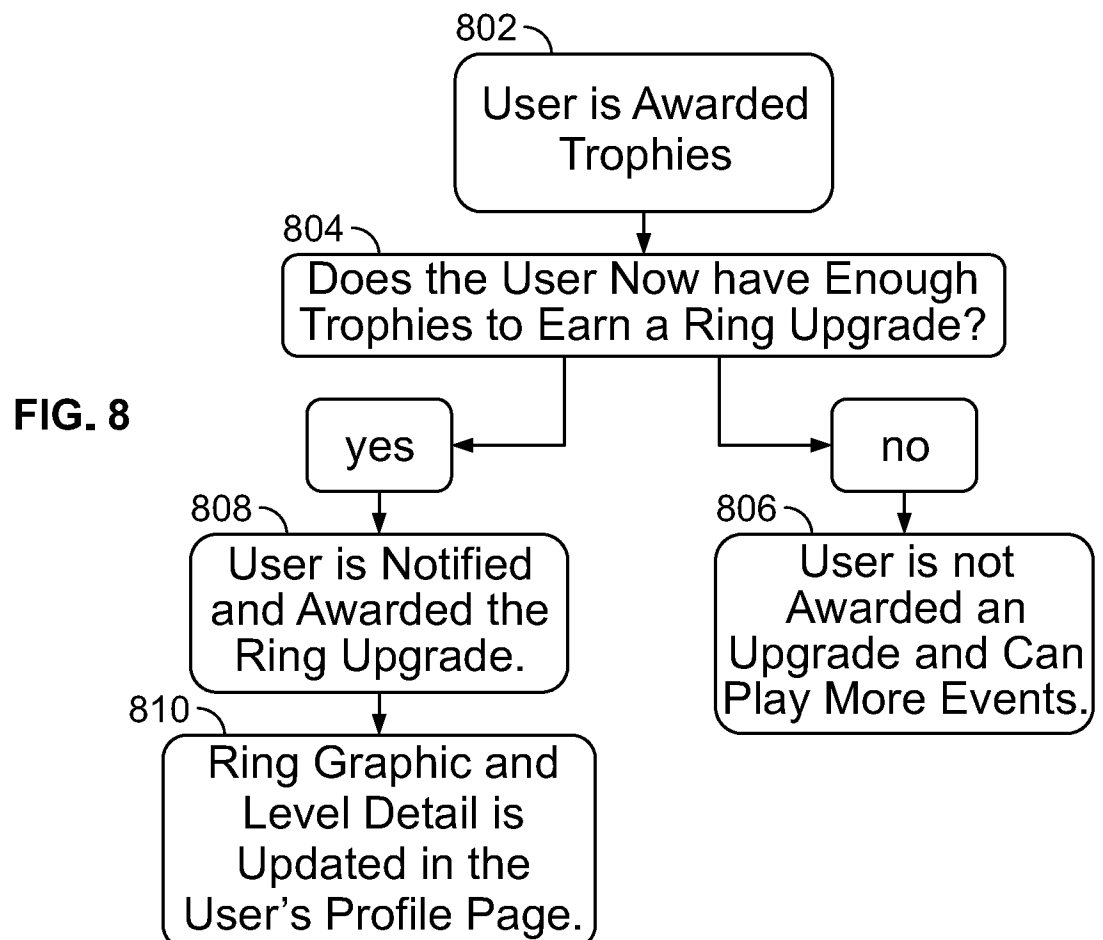 802
User is Awarded
Trophies
804
Does the User Now have Enough
Trophies to Earn a Ring Upgrade?
FIG. 8
yes
no
808
User is Notified
and Awarded the
Ring Upgrade.
806
User is not
Awarded an
Upgrade and Can
Play More Events.
810
Ring Graphic and
Level Detail is
Updated in the
User's Profile Page.